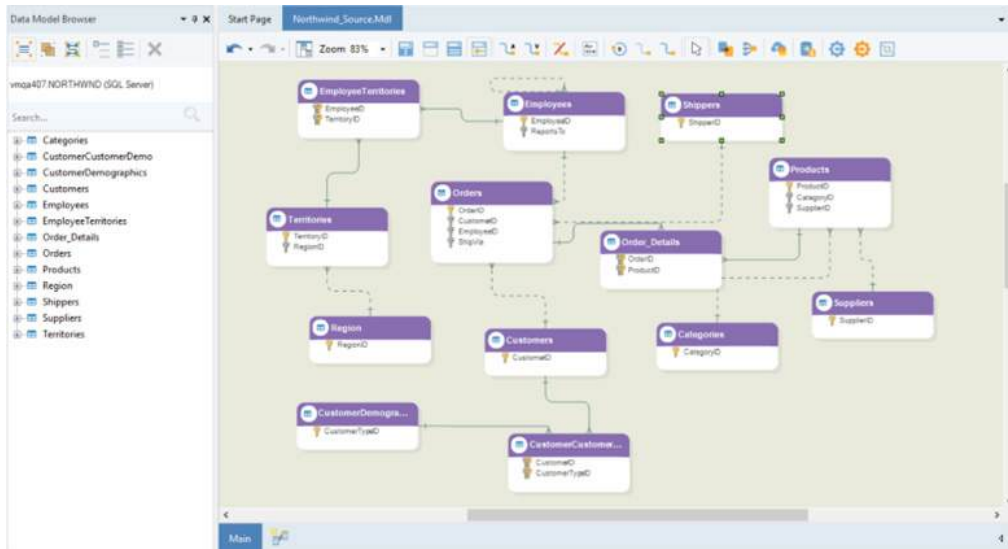 Data Model Browser
Start Page
Northwind_Source.Mdl
Zoom 83%
vmqa407.NORTHWND (SQL Server)
Search...
Categories
CustomerCustomerDemo
CustomerDemographics
Customers
Employees
EmployeeTerritories
Order_Details
Orders
Products
Region
Shippers
Suppliers
Territories
EmployeeTerritories
EmployeeID
TerritoryID
Employees
EmployeeID
ReportsTo
Shippers
ShipperID
Products
ProductID
CategoryID
SupplierID
Orders
OrderID
CustomerID
EmployeeID
ShipVia
Territories
TerritoryID
RegionID
Order_Details
OrderID
ProductID
Suppliers
SupplierID
Region
RegionID
Customers
CustomerID
Categories
CategoryID
CustomerDemogra...
CustomerTypeID
CustomerCustomer...
CustomerID
CustomerTypeID
Main